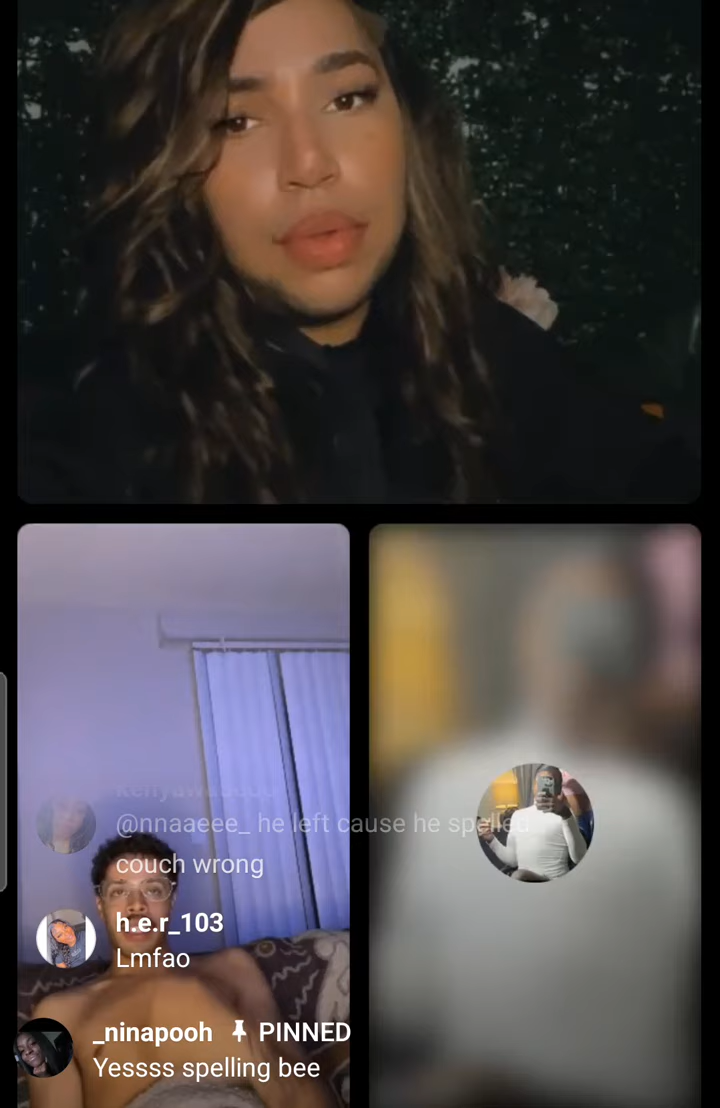 @nnaaeee_ he left cause he spelled
couch wrong
h.e.r_103
Lmfao
_ninapooh PINNED
Yessss spelling bee